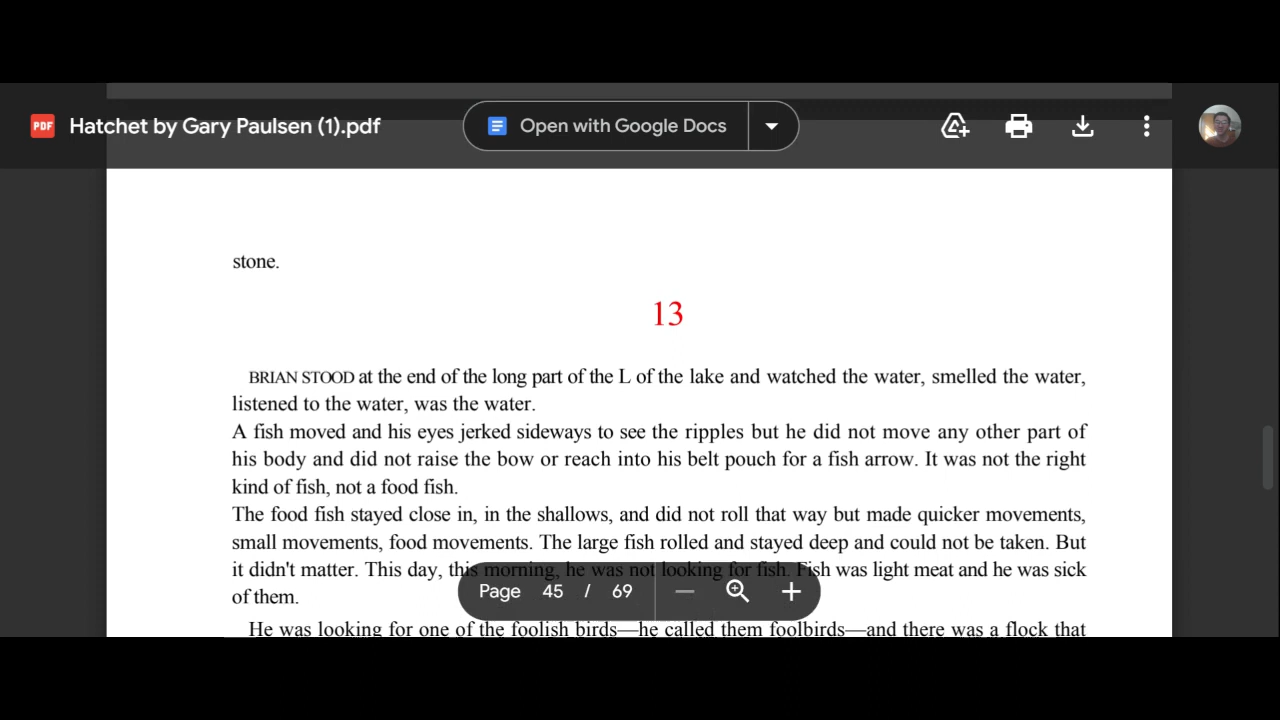 Hatchet by Gary Paulsen (1).pdf
Open with Google Docs
stone.
13
BRIAN STOOD at the end of the long part of the L of the lake and watched the water, smelled the water,
listened to the water, was the water.
A fish moved and his eyes jerked sideways to see the ripples but he did not move any other part of
his body and did not raise the bow or reach into his belt pouch for a fish arrow. It was not the right
kind of fish, not a food fish.
The food fish stayed close in, in the shallows, and did not roll that way but made quicker movements,
small movements, food movements. The large fish rolled and stayed deep and could not be taken. But
it didn't matter. This day, this morning, he was not looking for fish. Fish was light meat and he was sick
of them.
He was looking for one of the foolish birds—he called them foolbirds—and there was a flock that
PDF
Page 45 / 69